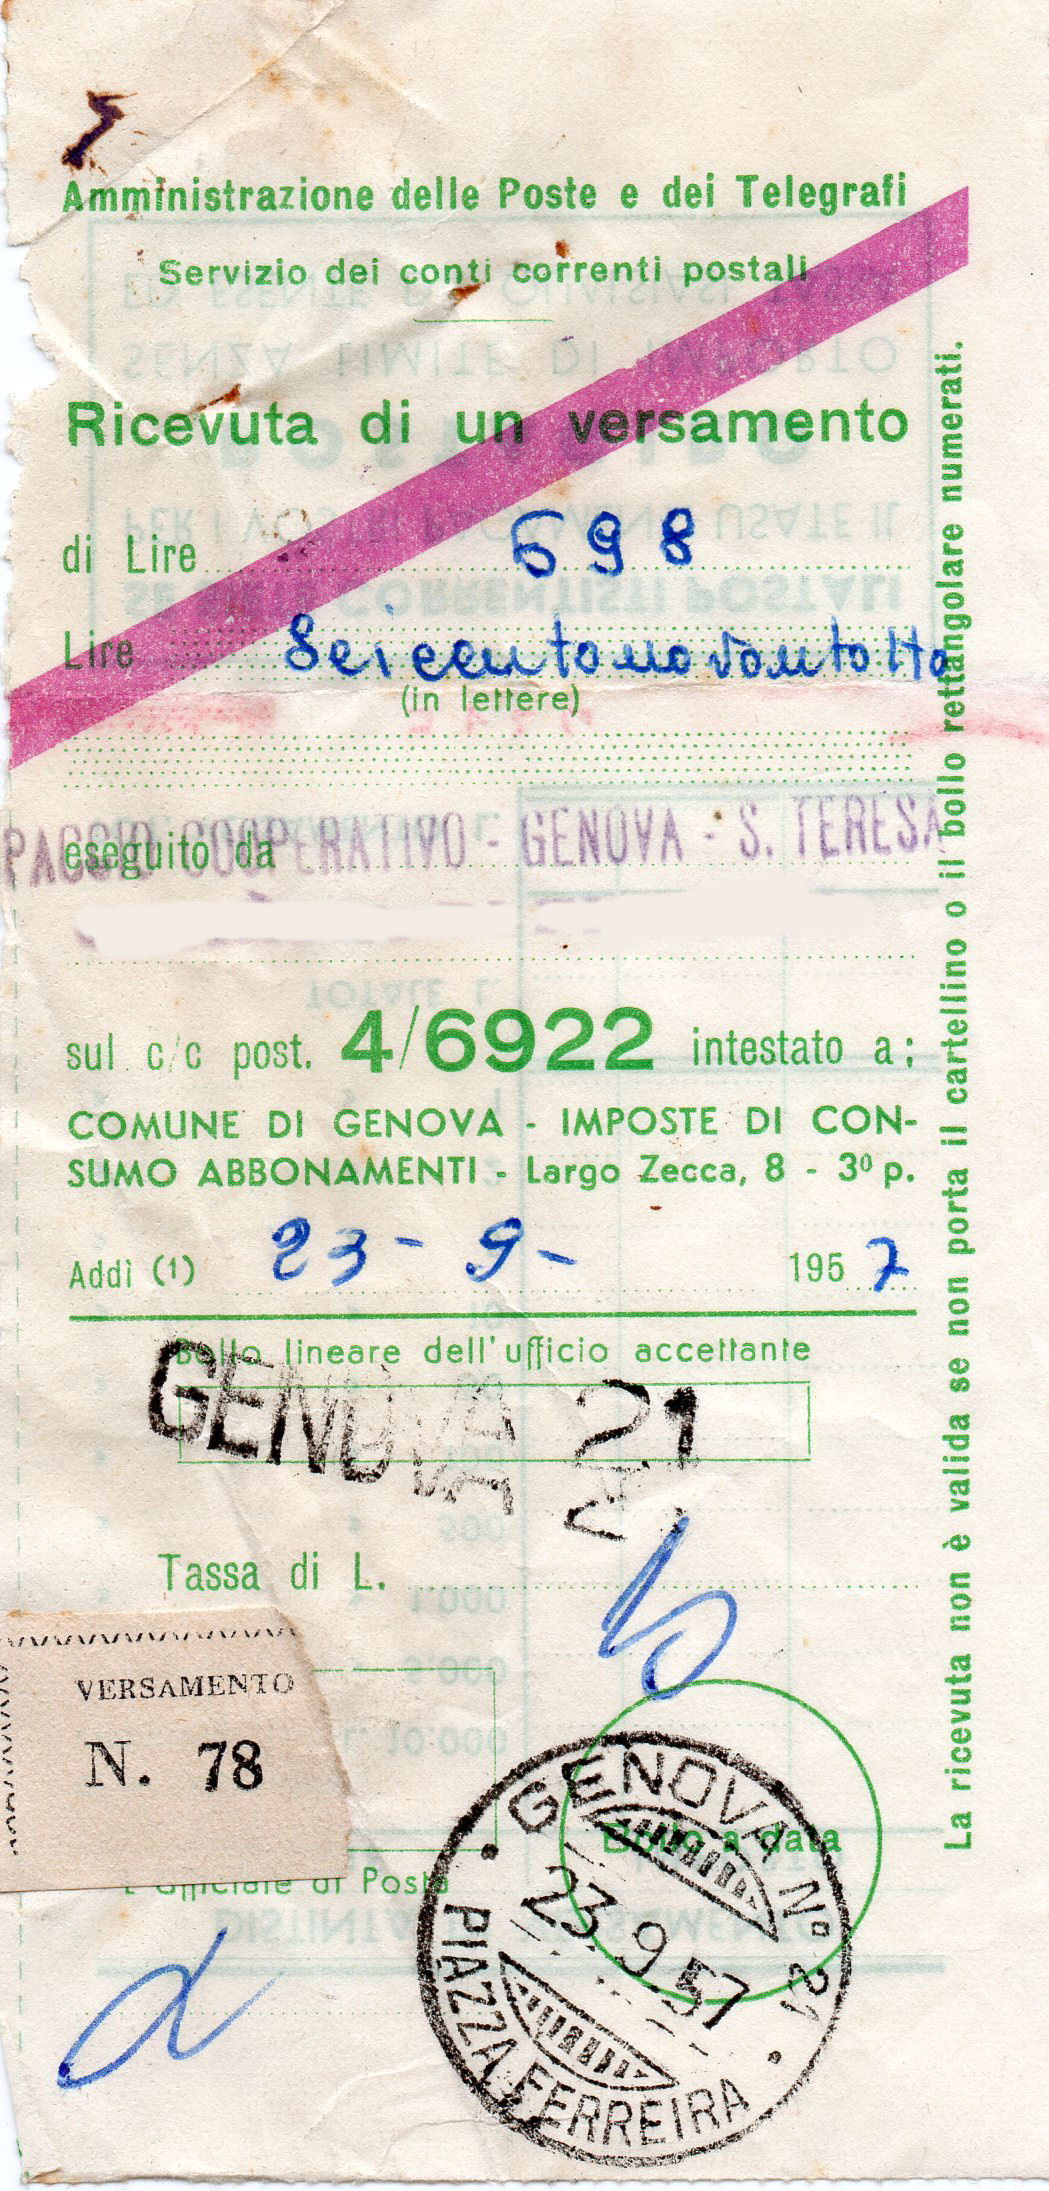 Amministrazione delle Poste e dei Telegrafi
Servizio dei conti correnti postali
Ricevuta di un versamento
di Lire 698
Lire Seicentonovantotto
(in lettere)
PACCIO COOPERATIVO - GENOVA - S. TERESA
eseguito da
sul c/c post. 4/6922 intestato a:
COMUNE DI GENOVA - IMPOSTE DI CON-
SUMO ABBONAMENTI - Largo Zecca, 8 - 3º p.
Addì (1) 23 - 9 - 1957
Bollo lineare dell'ufficio accettante
GENOVA 21
Tassa di L.
VERSAMENTO
N. 78
L'Ufficiale di Posta
Bollo a data
GENOVA Nº 21
23.9.57
PIAZZA FERREIRA
La ricevuta non è valida se non porta il cartellino o il bollo rettangolare numerati.